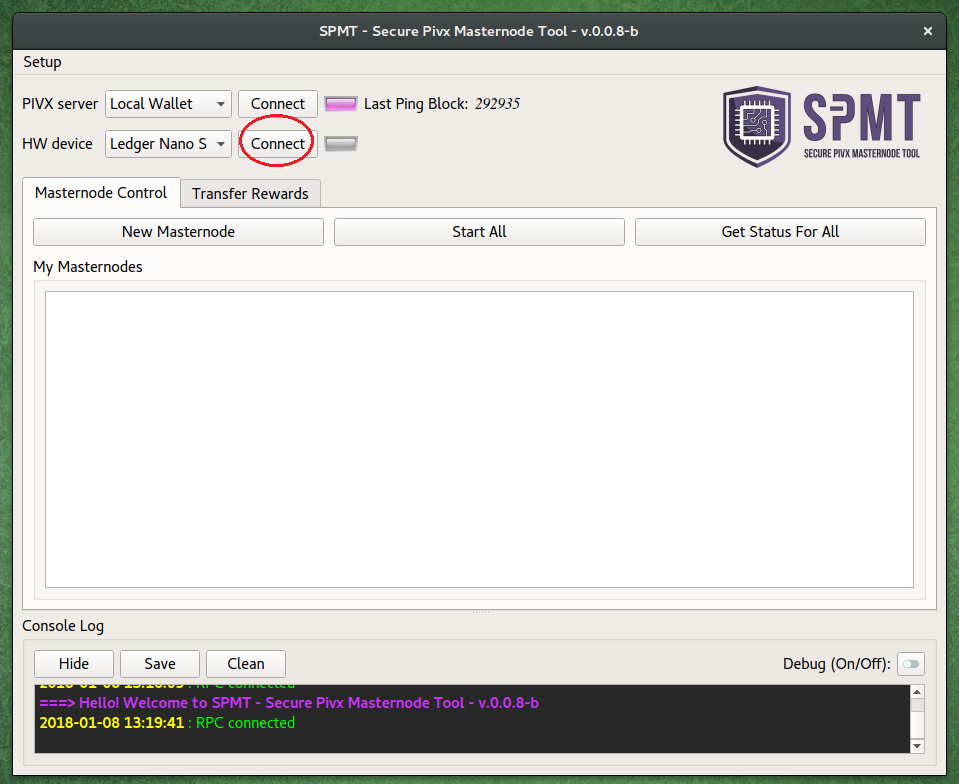 SPMT - Secure Pivx Masternode Tool - v.0.0.8-b
Setup
PIVX server Local Wallet Connect Last Ping Block: 292935
HW device Ledger Nano S Connect
SPMT
SECURE PIVX MASTERNODE TOOL
Masternode Control Transfer Rewards
New Masternode Start All Get Status For All
My Masternodes
Console Log
Hide Save Clean Debug (On/Off):
RPC connected
===> Hello! Welcome to SPMT - Secure Pivx Masternode Tool - v.0.0.8-b
2018-01-08 13:19:41 : RPC connected